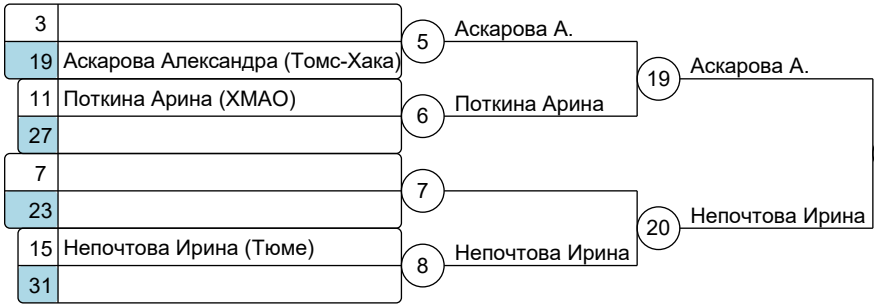 3
19 Аскарова Александра (Томс-Хака)
11 Поткина Арина (ХМАО)
27
7
23
15 Непочтова Ирина (Тюме)
31
5 Аскарова А.
6 Поткина Арина
7
8 Непочтова Ирина
19 Аскарова А.
20 Непочтова Ирина